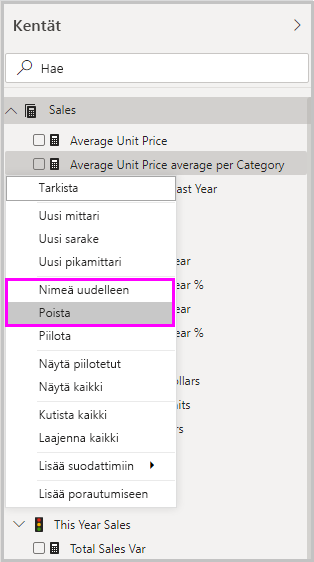 Kentät
Hae
Sales
Average Unit Price
Average Unit Price average per Category
Tarkista
ast Year
Uusi mittari
Uusi sarake
Uusi pikamittari
ear
Nimeä uudelleen
ear %
Poista
ear
Piilota
ear %
Näytä piilotetut
Näytä kaikki
ollars
its
Kutista kaikki
rs
Laajenna kaikki
Lisää suodattimiin
Lisää porautumiseen
This Year Sales
Total Sales Var